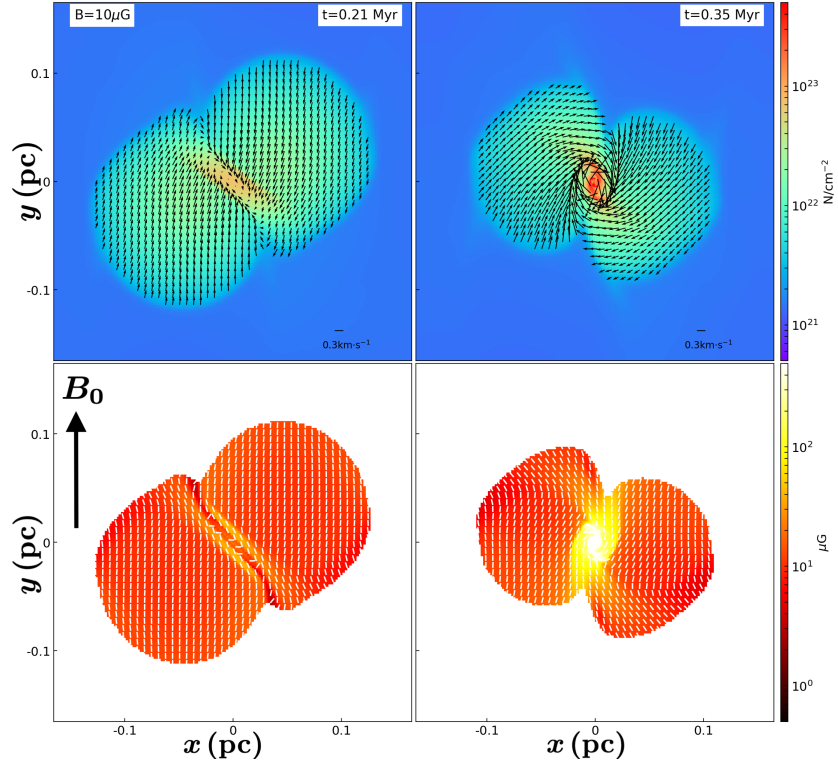 B=10μG
t=0.21 Myr
t=0.35 Myr
0.1
0
-0.1
y (pc)
0.3km·s⁻¹
0.3km·s⁻¹
10²³
10²²
10²¹
N/cm⁻²
B₀
0.1
0
-0.1
y (pc)
-0.1
0
0.1
x (pc)
-0.1
0
0.1
x (pc)
10²
10¹
10⁰
μG